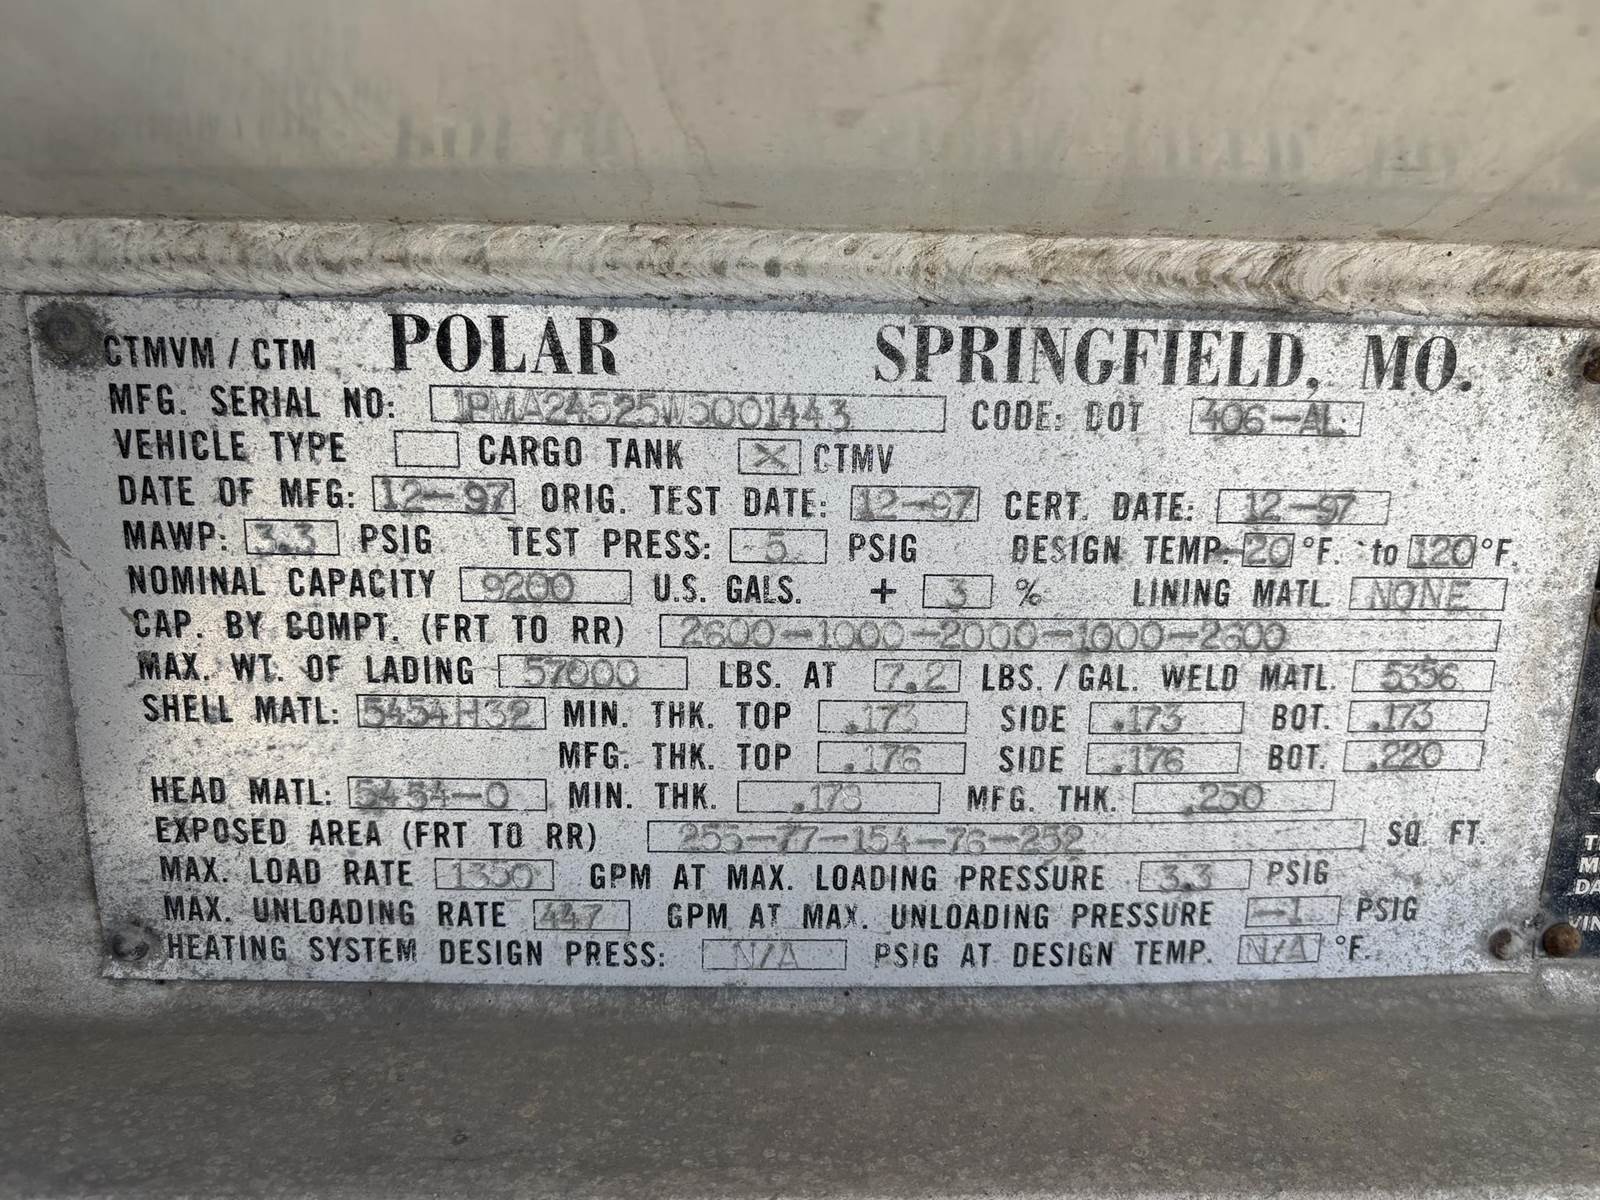 CTMVM / CTM POLAR SPRINGFIELD, MO.
MFG. SERIAL NO: 1PMA24525W5001443 CODE: DOT 406-AL
VEHICLE TYPE CARGO TANK X CTMV
DATE OF MFG: 12-97 ORIG. TEST DATE: 12-97 CERT. DATE: 12-97
MAWP: 3.3 PSIG TEST PRESS: 5 PSIG DESIGN TEMP. -20 °F. to 120 °F.
NOMINAL CAPACITY 9200 U.S. GALS. + 3 % LINING MATL. NONE
CAP. BY COMPT. (FRT TO RR) 2600-1000-2000-1000-2600
MAX. WT. OF LADING 57000 LBS. AT 7.2 LBS. / GAL. WELD MATL. 5356
SHELL MATL: 5454H32 MIN. THK. TOP .173 SIDE .173 BOT. .173
MFG. THK. TOP .176 SIDE .176 BOT. .220
HEAD MATL: 5454-0 MIN. THK. MFG. THK. .250
EXPOSED AREA (FRT TO RR) 255-77-154-76-252 SQ. FT.
MAX. LOAD RATE 1350 GPM AT MAX. LOADING PRESSURE 3.3 PSIG
MAX. UNLOADING RATE 447 GPM AT MAX. UNLOADING PRESSURE -1 PSIG
HEATING SYSTEM DESIGN PRESS: N/A PSIG AT DESIGN TEMP. N/A °F.
VIN